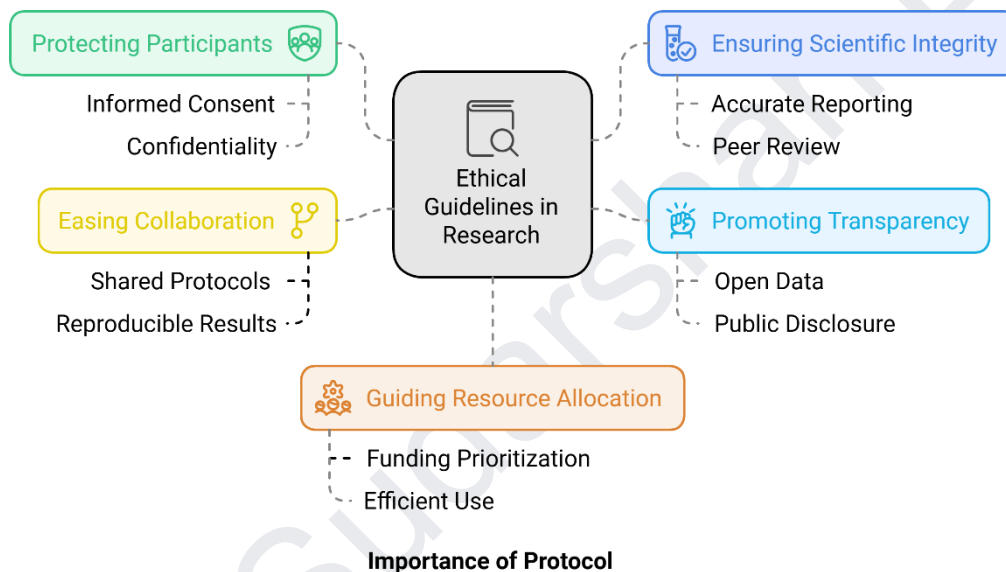 Protecting Participants
Informed Consent
Confidentiality
Easing Collaboration
Shared Protocols
Reproducible Results
Ethical
Guidelines in
Research
Ensuring Scientific Integrity
Accurate Reporting
Peer Review
Promoting Transparency
Open Data
Public Disclosure
Guiding Resource Allocation
Funding Prioritization
Efficient Use
Importance of Protocol
Sudarshan